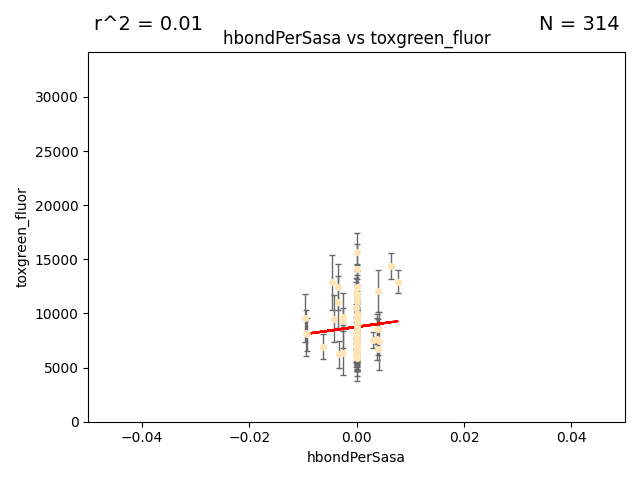 r^2 = 0.01
N = 314
hbondPerSasa vs toxgreen_fluor
toxgreen_fluor
30000
25000
20000
15000
10000
5000
0
−0.04
−0.02
0.00
0.02
0.04
hbondPerSasa